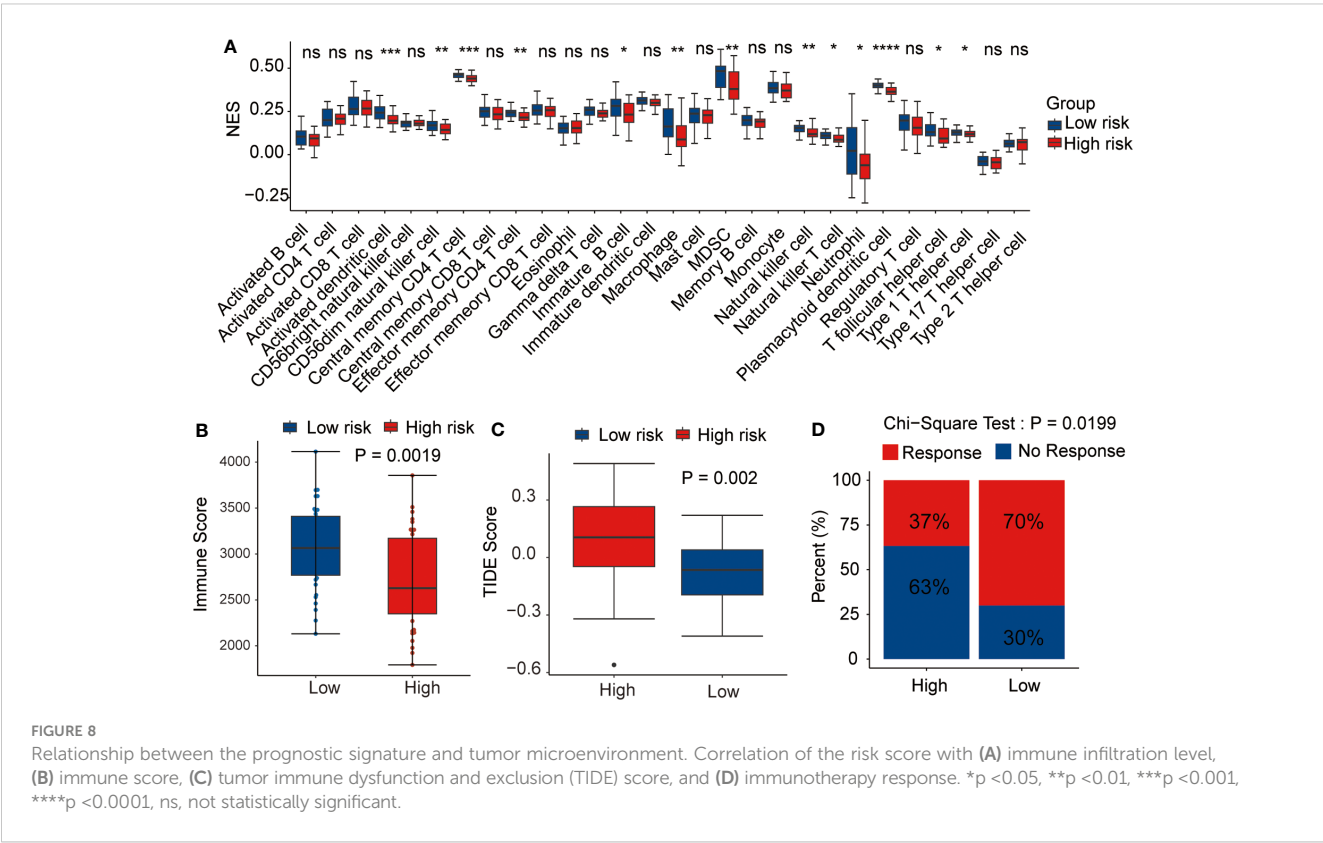 A
ns ns ns *** ns ** *** ns ** ns ns ns * ns ** ns ** ns ns ** * * **** ns * * ns ns
NES
0.50
0.25
0.00
−0.25
Group
Low risk
High risk
Activated B cell
Activated CD4 T cell
Activated CD8 T cell
Activated dendritic cell
CD56bright natural killer cell
CD56dim natural killer cell
Central memory CD4 T cell
Central memory CD8 T cell
Effector memeory CD4 T cell
Effector memeory CD8 T cell
Eosinophil
Gamma delta T cell
Immature B cell
Immature dendritic cell
Macrophage
Mast cell
MDSC
Memory B cell
Monocyte
Natural killer cell
Natural killer T cell
Neutrophil
Plasmacytoid dendritic cell
Regulatory T cell
T follicular helper cell
Type 1 T helper cell
Type 17 T helper cell
Type 2 T helper cell
B
Low risk High risk
P = 0.0019
Immune Score
4000
3500
3000
2500
2000
Low High
C
Low risk High risk
P = 0.002
TIDE Score
0.3
0.0
−0.3
−0.6
High Low
D
Chi−Square Test : P = 0.0199
Response No Response
Percent (%)
100
75
50
25
0
37% 70%
63%
30%
High Low
FIGURE 8
Relationship between the prognostic signature and tumor microenvironment. Correlation of the risk score with (A) immune infiltration level,
(B) immune score, (C) tumor immune dysfunction and exclusion (TIDE) score, and (D) immunotherapy response. *p <0.05, **p <0.01, ***p <0.001,
****p <0.0001, ns, not statistically significant.